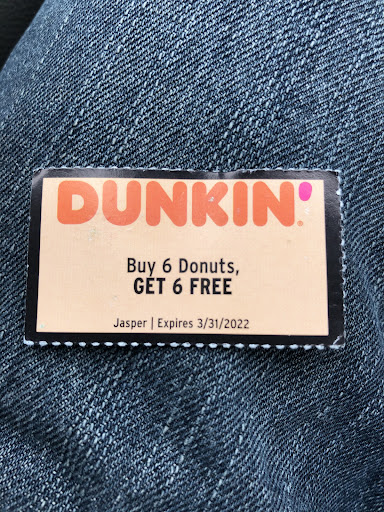 DUNKIN'
Buy 6 Donuts,
GET 6 FREE
Jasper | Expires 3/31/2022